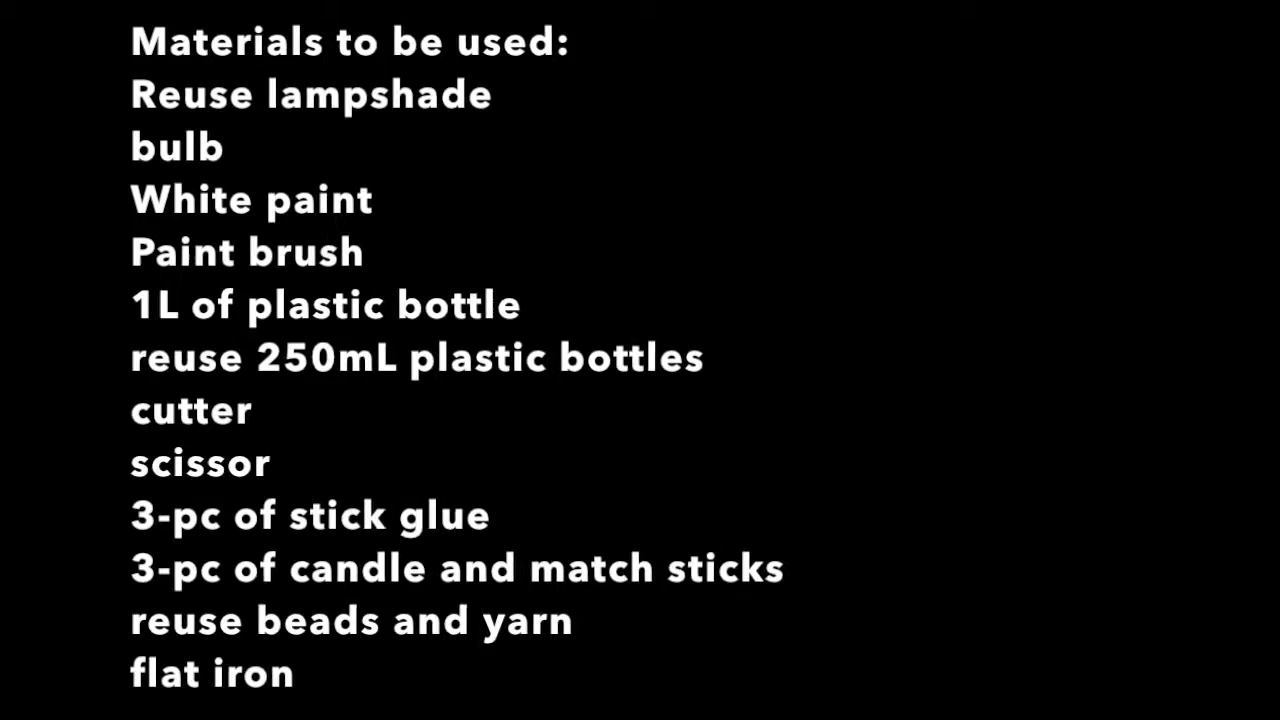 Materials to be used:
Reuse lampshade
bulb
White paint
Paint brush
1L of plastic bottle
reuse 250mL plastic bottles
cutter
scissor
3-pc of stick glue
3-pc of candle and match sticks
reuse beads and yarn
flat iron